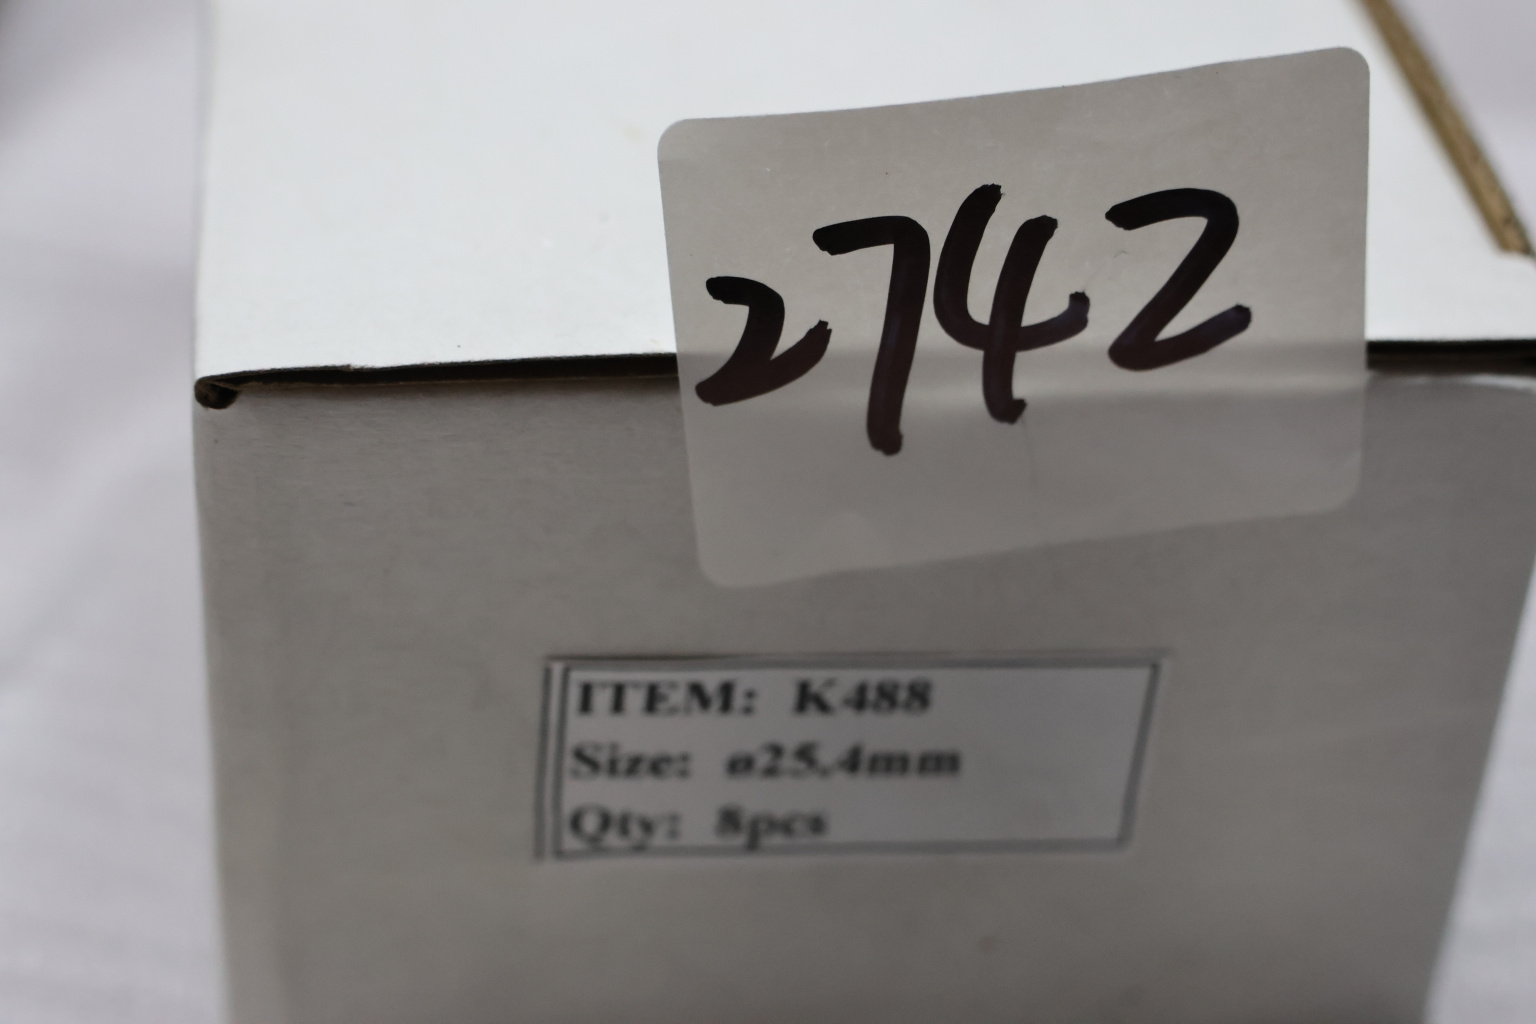 2742
ITEM: K488
Size: ø25.4mm
Qty: 8pcs